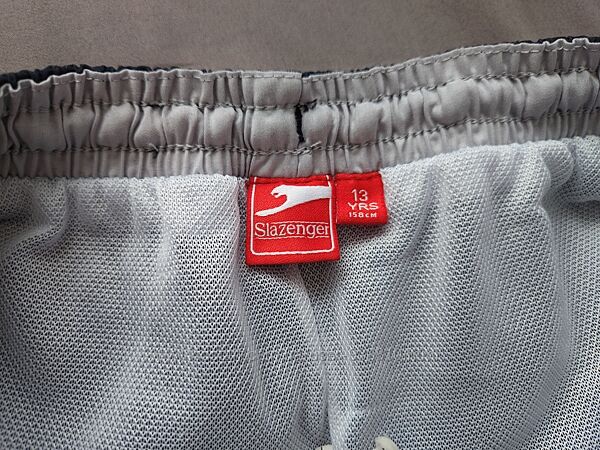 Slazenger
13
YRS
158CM